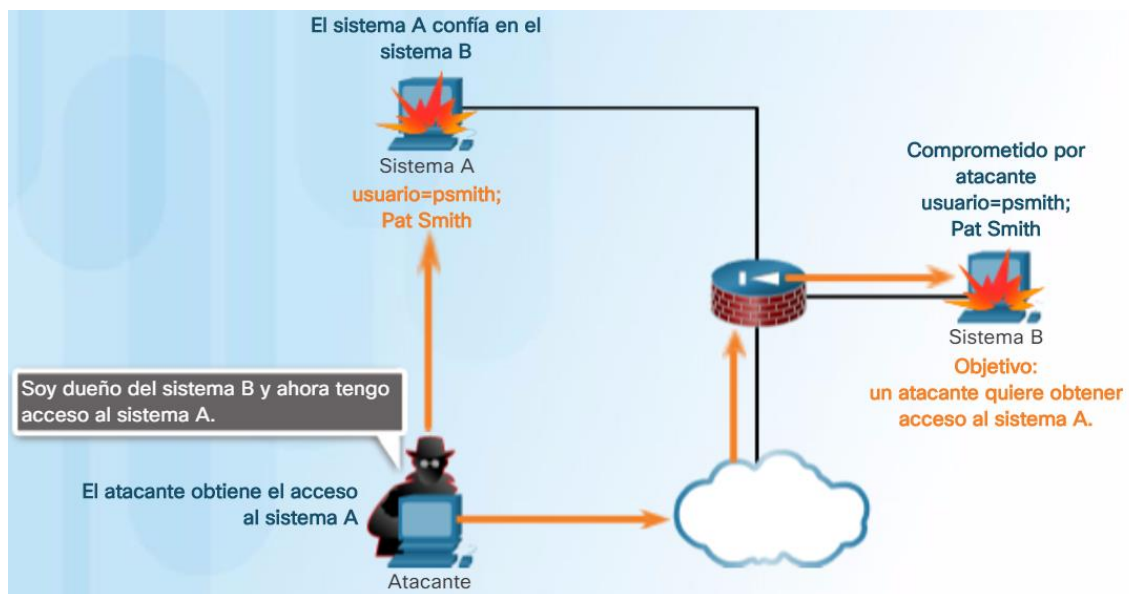 El sistema A confía en el
sistema B
Sistema A
usuario=psmith;
Pat Smith
Comprometido por
atacante
usuario=psmith;
Pat Smith
Sistema B
Objetivo:
un atacante quiere obtener
acceso al sistema A.
Soy dueño del sistema B y ahora tengo
acceso al sistema A.
El atacante obtiene el acceso
al sistema A
Atacante